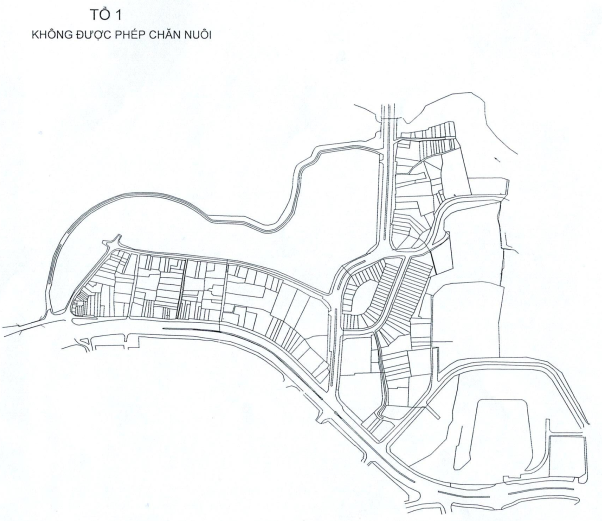 TỔ 1
KHÔNG ĐƯỢC PHÉP CHĂN NUÔI